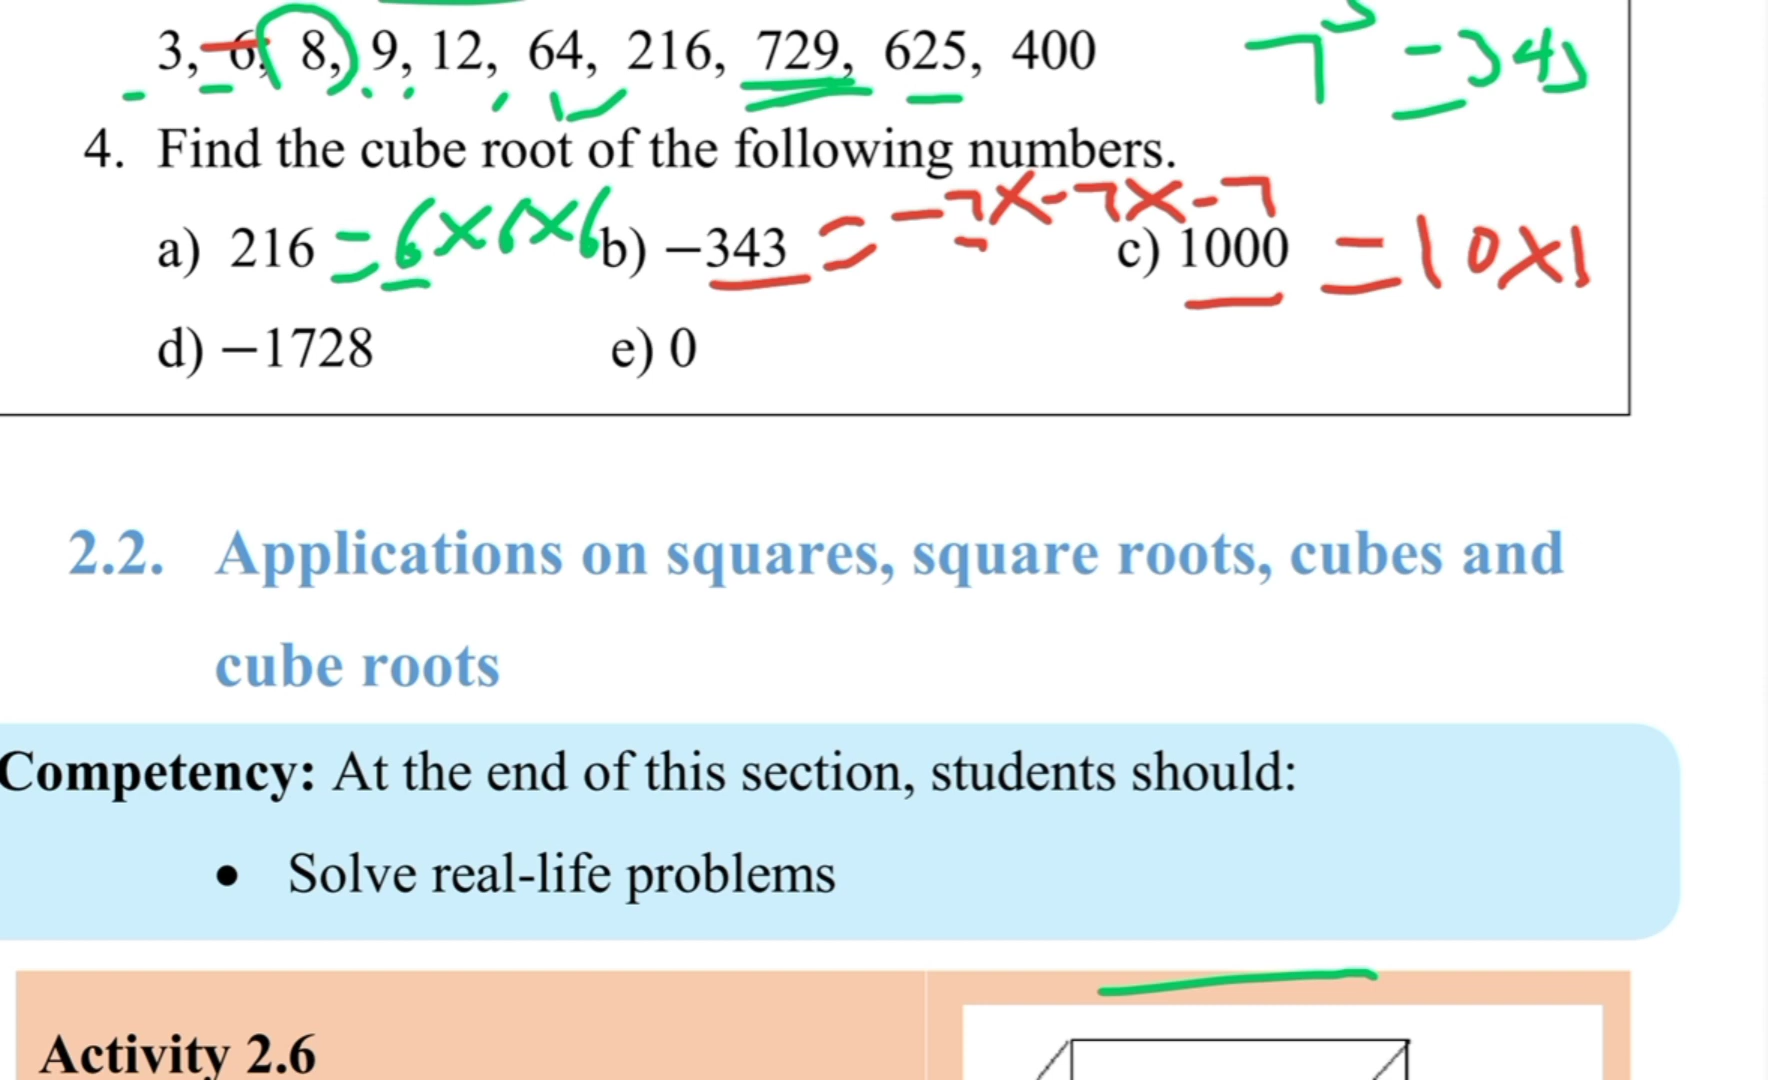 3, 6, 8, 9, 12, 64, 216, 729, 625, 400
7³ = 343
4. Find the cube root of the following numbers.
a) 216 = 6×6×6 b) −343 = -7×-7×-7 c) 1000 = 10×1
d) −1728 e) 0
2.2. Applications on squares, square roots, cubes and
cube roots
Competency: At the end of this section, students should:
• Solve real-life problems
Activity 2.6